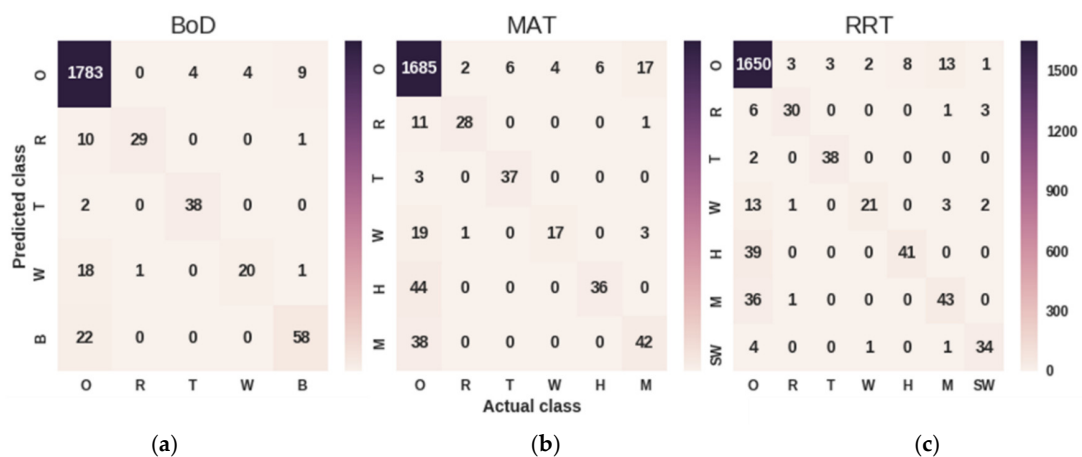 BoD MAT RRT
O 1783 0 4 4 9
R 10 29 0 0 1
T 2 0 38 0 0
W 18 1 0 20 1
B 22 0 0 0 58
O R T W B
O 1685 2 6 4 6 17
R 11 28 0 0 0 1
T 3 0 37 0 0 0
W 19 1 0 17 0 3
H 44 0 0 0 36 0
M 38 0 0 0 0 42
O R T W H M
O 1650 3 3 2 8 13 1
R 6 30 0 0 0 1 3
T 2 0 38 0 0 0 0
W 13 1 0 21 0 3 2
H 39 0 0 0 41 0 0
M 36 1 0 0 0 43 0
SW 4 0 0 1 0 1 34
O R T W H M SW
1500
1200
900
600
300
0
Predicted class
Actual class
(a) (b) (c)